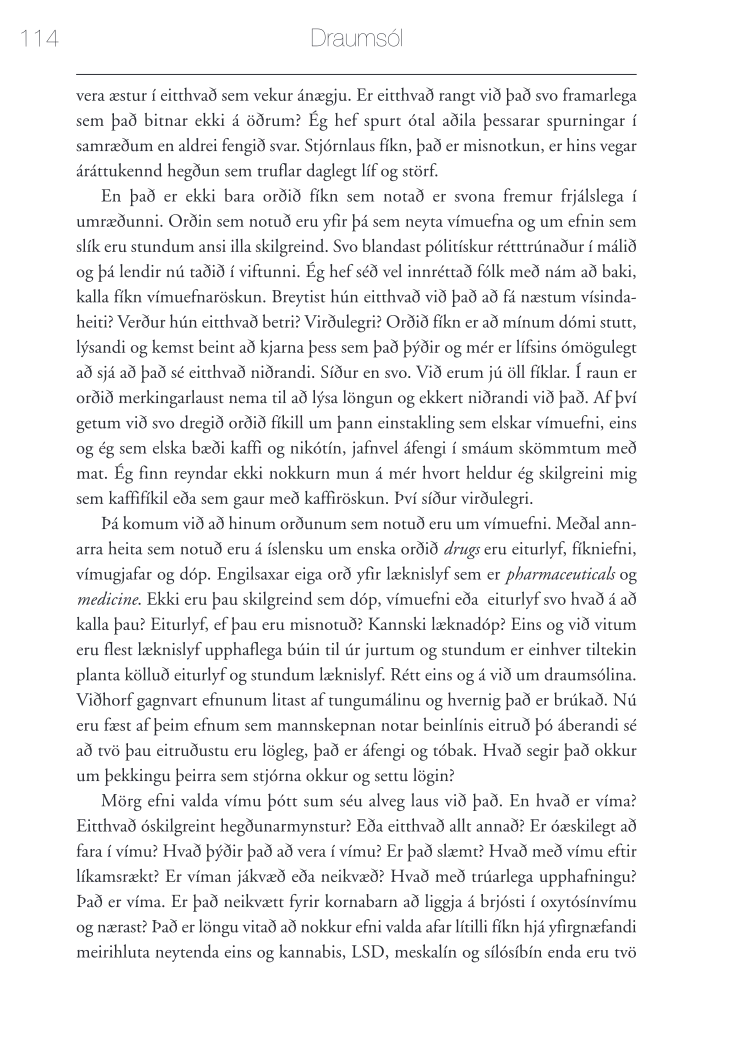 114
Draumsól
vera æstur í eitthvað sem vekur ánægju. Er eitthvað rangt við það svo framarlega
sem það bitnar ekki á öðrum? Ég hef spurt ótal aðila þessarar spurningar í
samræðum en aldrei fengið svar. Stjórnlaus fíkn, það er misnotkun, er hins vegar
áráttukennd hegðun sem truflar daglegt líf og störf.
En það er ekki bara orðið fíkn sem notað er svona fremur frjálslega í
umræðunni. Orðin sem notuð eru yfir þá sem neyta vímuefna og um efnin sem
slík eru stundum ansi illa skilgreind. Svo blandast pólitískur rétttrúnaður í málið
og þá lendir nú taðið í viftunni. Ég hef séð vel innréttað fólk með nám að baki,
kalla fíkn vímuefnaröskun. Breytist hún eitthvað við það að fá næstum vísinda-
heiti? Verður hún eitthvað betri? Virðulegri? Orðið fíkn er að mínum dómi stutt,
lýsandi og kemst beint að kjarna þess sem það þýðir og mér er lífsins ómögulegt
að sjá að það sé eitthvað niðrandi. Síður en svo. Við erum jú öll fíklar. Í raun er
orðið merkingarlaust nema til að lýsa löngun og ekkert niðrandi við það. Af því
getum við svo dregið orðið fíkill um þann einstakling sem elskar vímuefni, eins
og ég sem elska bæði kaffi og nikótín, jafnvel áfengi í smáum skömmtum með
mat. Ég finn reyndar ekki nokkurn mun á mér hvort heldur ég skilgreini mig
sem kaffifíkil eða sem gaur með kaffiröskun. Því síður virðulegri.
Þá komum við að hinum orðunum sem notuð eru um vímuefni. Meðal ann-
arra heita sem notuð eru á íslensku um enska orðið drugs eru eiturlyf, fíkniefni,
vímugjafar og dóp. Engilsaxar eiga orð yfir læknislyf sem er pharmaceuticals og
medicine. Ekki eru þau skilgreind sem dóp, vímuefni eða eiturlyf svo hvað á að
kalla þau? Eiturlyf, ef þau eru misnotuð? Kannski læknadóp? Eins og við vitum
eru flest læknislyf upphaflega búin til úr jurtum og stundum er einhver tiltekin
planta kölluð eiturlyf og stundum læknislyf. Rétt eins og á við um draumsólina.
Viðhorf gagnvart efnunum litast af tungumálinu og hvernig það er brúkað. Nú
eru fæst af þeim efnum sem mannskepnan notar beinlínis eitruð þó áberandi sé
að tvö þau eitruðustu eru lögleg, það er áfengi og tóbak. Hvað segir það okkur
um þekkingu þeirra sem stjórna okkur og settu lögin?
Mörg efni valda vímu þótt sum séu alveg laus við það. En hvað er víma?
Eitthvað óskilgreint hegðunarmynstur? Eða eitthvað allt annað? Er óæskilegt að
fara í vímu? Hvað þýðir það að vera í vímu? Er það slæmt? Hvað með vímu eftir
líkamsrækt? Er víman jákvæð eða neikvæð? Hvað með trúarlega upphafningu?
Það er víma. Er það neikvætt fyrir kornabarn að liggja á brjósti í oxytósínvímu
og nærast? Það er löngu vitað að nokkur efni valda afar lítilli fíkn hjá yfirgnæfandi
meirihluta neytenda eins og kannabis, LSD, meskalín og sílósíbín enda eru tvö